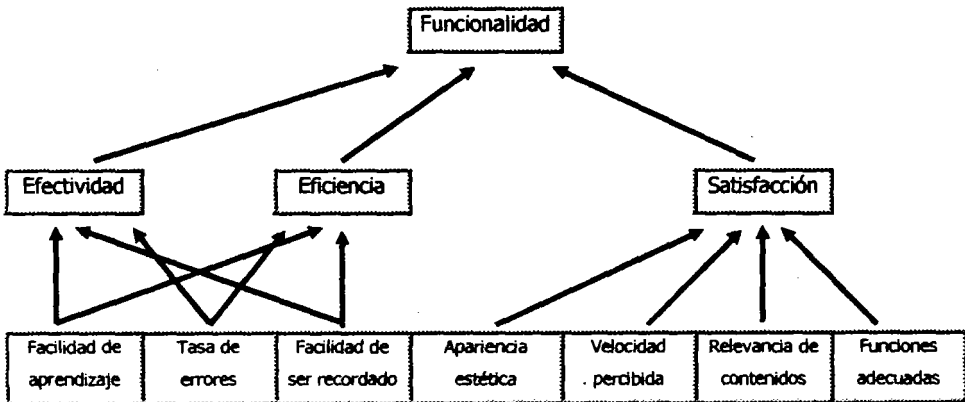 Funcionalidad
Efectividad
Eficiencia
Satisfacción
Facilidad de
aprendizaje
Tasa de
errores
Facilidad de
ser recordado
Apariencia
estética
Velocidad
percibida
Relevancia de
contenidos
Funciones
adecuadas